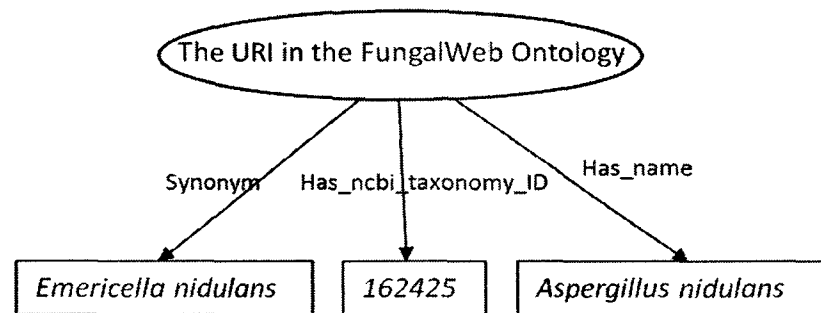 The URI in the FungalWeb Ontology
Synonym
Has_ncbi_taxonomy_ID
Has_name
Emericella nidulans
162425
Aspergillus nidulans